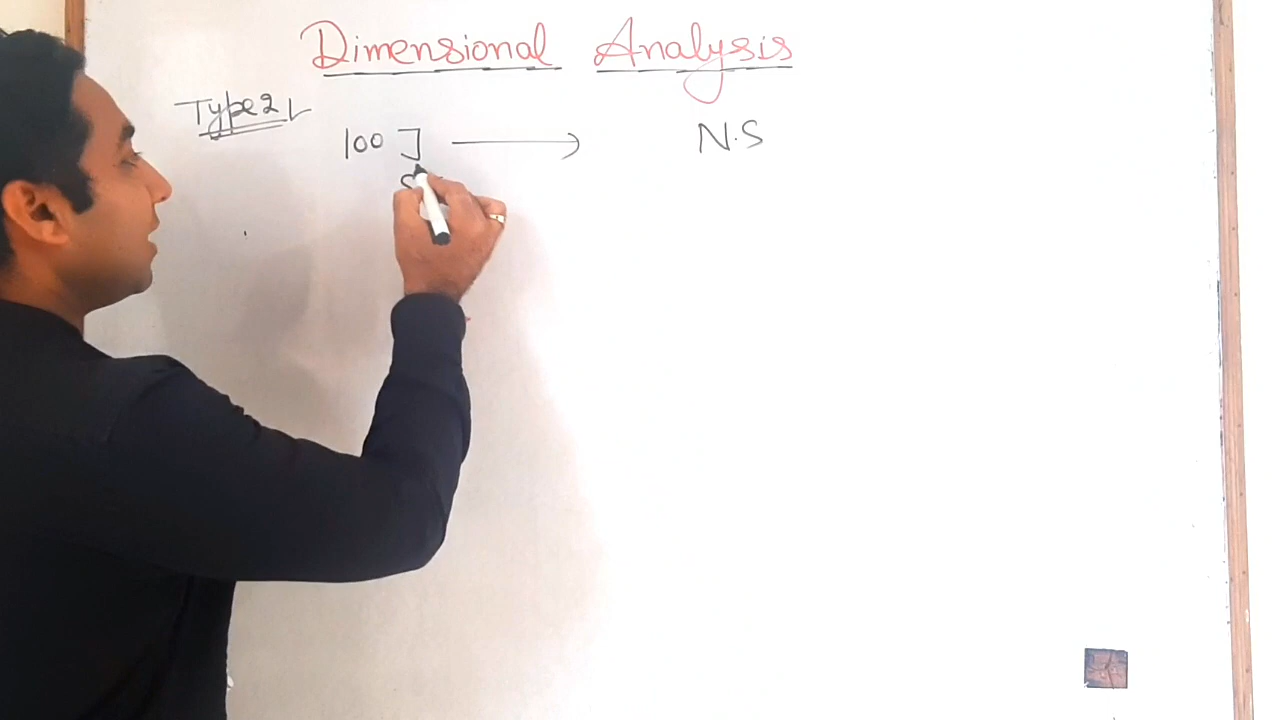 Dimensional Analysis
Type 2
100 J → N.S
S